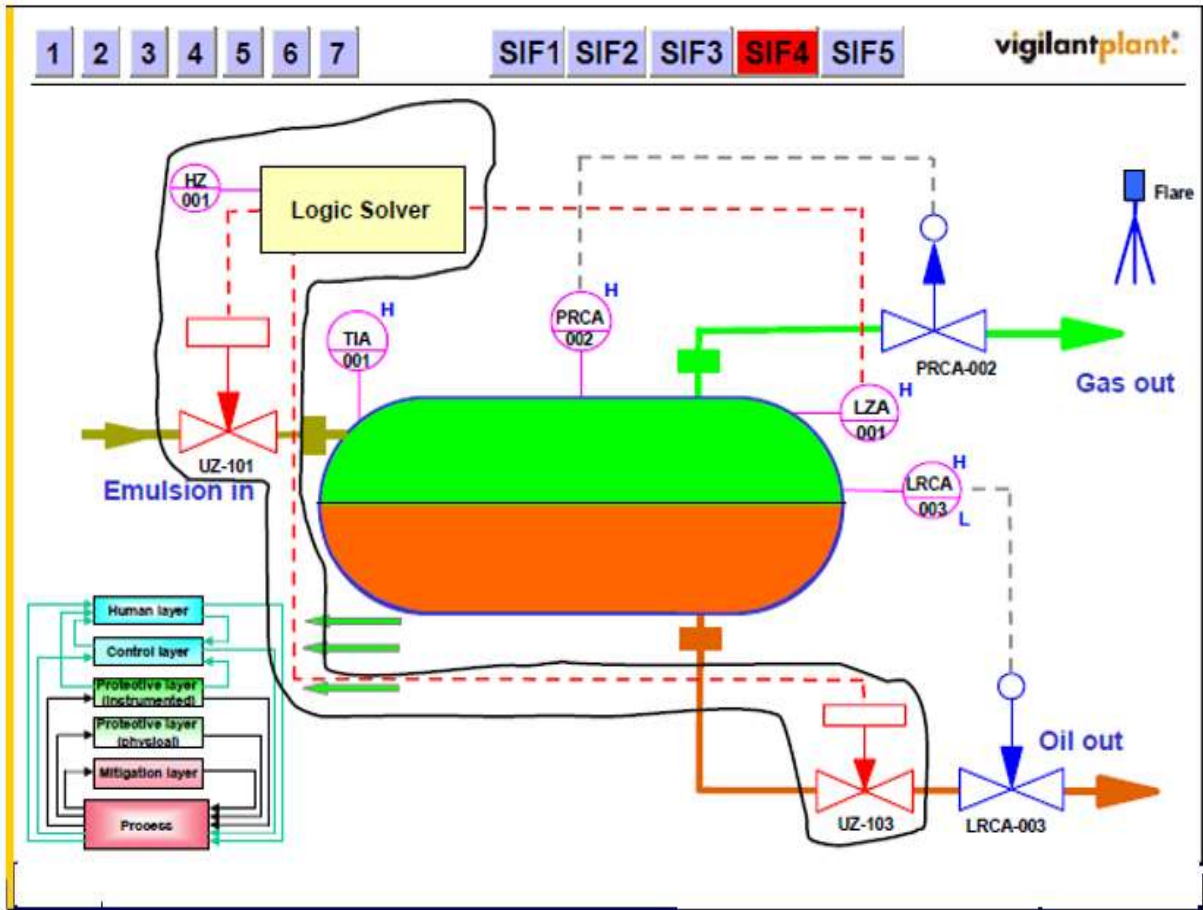 1 2 3 4 5 6 7 SIF1 SIF2 SIF3 SIF4 SIF5 vigilantplant.®
HZ
001
Logic Solver
Flare
TIA
001
H
PRCA
002
H
PRCA-002
Gas out
LZA
001
H
UZ-101
Emulsion in
LRCA
003
H
L
Human layer
Control layer
Protective layer
(instrumented)
Protective layer
(physical)
Mitigation layer
Process
Oil out
UZ-103
LRCA-003